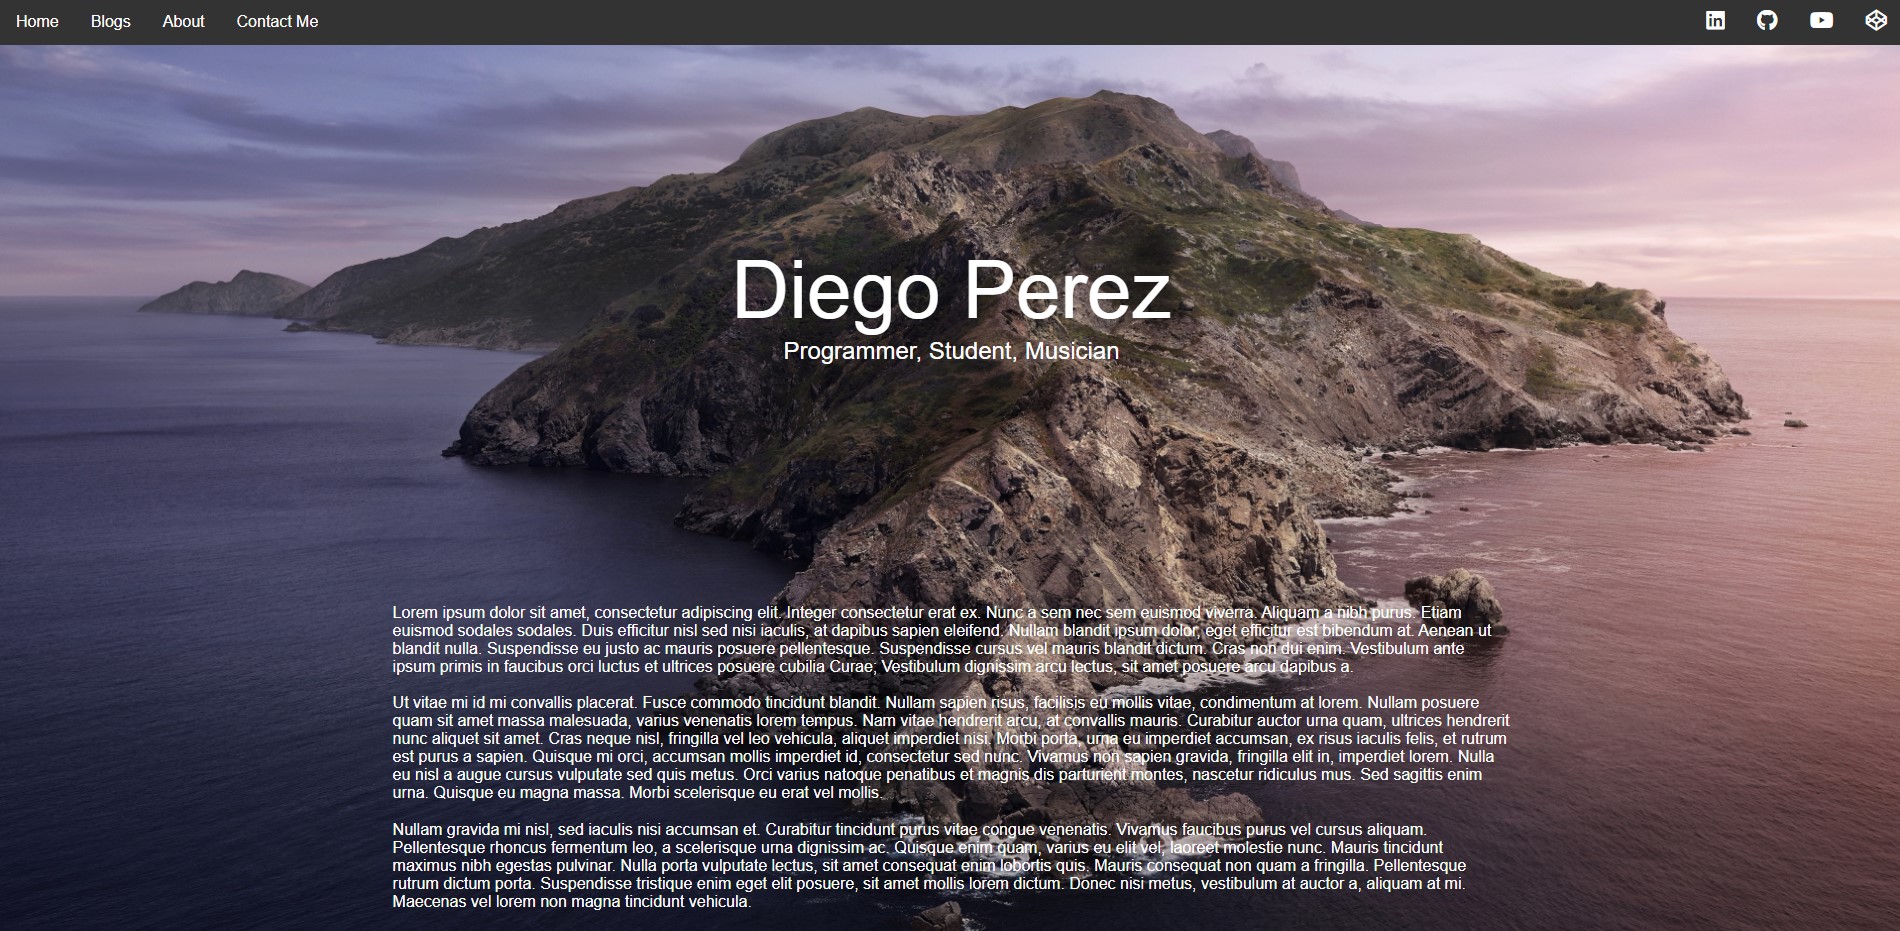 Home Blogs About Contact Me
Diego Perez
Programmer, Student, Musician
Lorem ipsum dolor sit amet, consectetur adipiscing elit. Integer consectetur erat ex. Nunc a sem nec sem euismod viverra. Aliquam a nibh purus. Etiam
euismod sodales sodales. Duis efficitur nisl sed nisi iaculis, at dapibus sapien eleifend. Nullam blandit ipsum dolor, eget efficitur est bibendum at. Aenean ut
blandit nulla. Suspendisse eu justo ac mauris posuere pellentesque. Suspendisse cursus vel mauris blandit dictum. Cras non dui enim. Vestibulum ante
ipsum primis in faucibus orci luctus et ultrices posuere cubilia Curae; Vestibulum dignissim arcu lectus, sit amet posuere arcu dapibus a.
Ut vitae mi id mi convallis placerat. Fusce commodo tincidunt blandit. Nullam sapien risus, facilisis eu mollis vitae, condimentum at lorem. Nullam posuere
quam sit amet massa malesuada, varius venenatis lorem tempus. Nam vitae hendrerit arcu, at convallis mauris. Curabitur auctor urna quam, ultrices hendrerit
nunc aliquet sit amet. Cras neque nisl, fringilla vel leo vehicula, aliquet imperdiet nisi. Morbi porta, urna eu imperdiet accumsan, ex risus iaculis felis, et rutrum
est purus a sapien. Quisque mi orci, accumsan mollis imperdiet id, consectetur sed nunc. Vivamus non sapien gravida, fringilla elit in, imperdiet lorem. Nulla
eu nisl a augue cursus vulputate sed quis metus. Orci varius natoque penatibus et magnis dis parturient montes, nascetur ridiculus mus. Sed sagittis enim
urna. Quisque eu magna massa. Morbi scelerisque eu erat vel mollis.
Nullam gravida mi nisl, sed iaculis nisi accumsan et. Curabitur tincidunt purus vitae congue venenatis. Vivamus faucibus purus vel cursus aliquam.
Pellentesque rhoncus fermentum leo, a scelerisque urna dignissim ac. Quisque enim quam, varius eu elit vel, laoreet molestie nunc. Mauris tincidunt
maximus nibh egestas pulvinar. Nulla porta vulputate lectus, sit amet consequat enim lobortis quis. Mauris consequat non quam a fringilla. Pellentesque
rutrum dictum porta. Suspendisse tristique enim eget elit posuere, sit amet mollis lorem dictum. Donec nisi metus, vestibulum at auctor a, aliquam at mi.
Maecenas vel lorem non magna tincidunt vehicula.